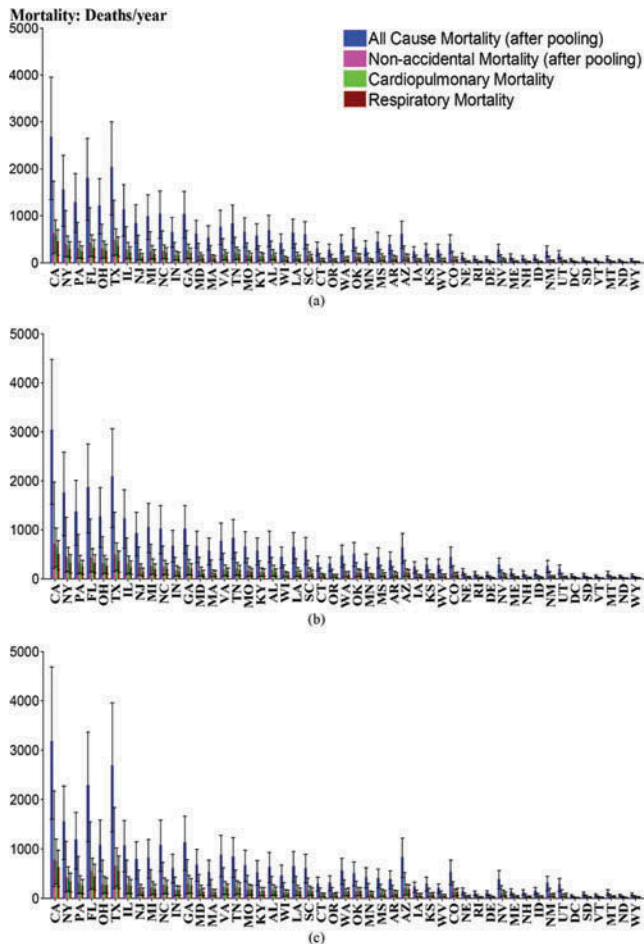 Mortality: Deaths/year
All Cause Mortality (after pooling)
Non-accidental Mortality (after pooling)
Cardiopulmonary Mortality
Respiratory Mortality
5000
4000
3000
2000
1000
0
CA NY PA FL OH TX IL NJ MI NC IN GA MD MA VA TN MO KY AL WI LA SC CT OR WA OK MN MS AR AZ IA KS WV CO NE RI DE NV ME NH ID NM UT DC SD VT MT ND WY
(a)
5000
4000
3000
2000
1000
0
CA NY PA FL OH TX IL NJ MI NC IN GA MD MA VA TN MO KY AL WI LA SC CT OR WA OK MN MS AR AZ IA KS WV CO NE RI DE NV ME NH ID NM UT DC SD VT MT ND WY
(b)
5000
4000
3000
2000
1000
0
CA NY PA FL OH TX IL NJ MI NC IN GA MD MA VA TN MO KY AL WI LA SC CT OR WA OK MN MS AR AZ IA KS WV CO NE RI DE NV ME NH ID NM UT DC SD VT MT ND WY
(c)